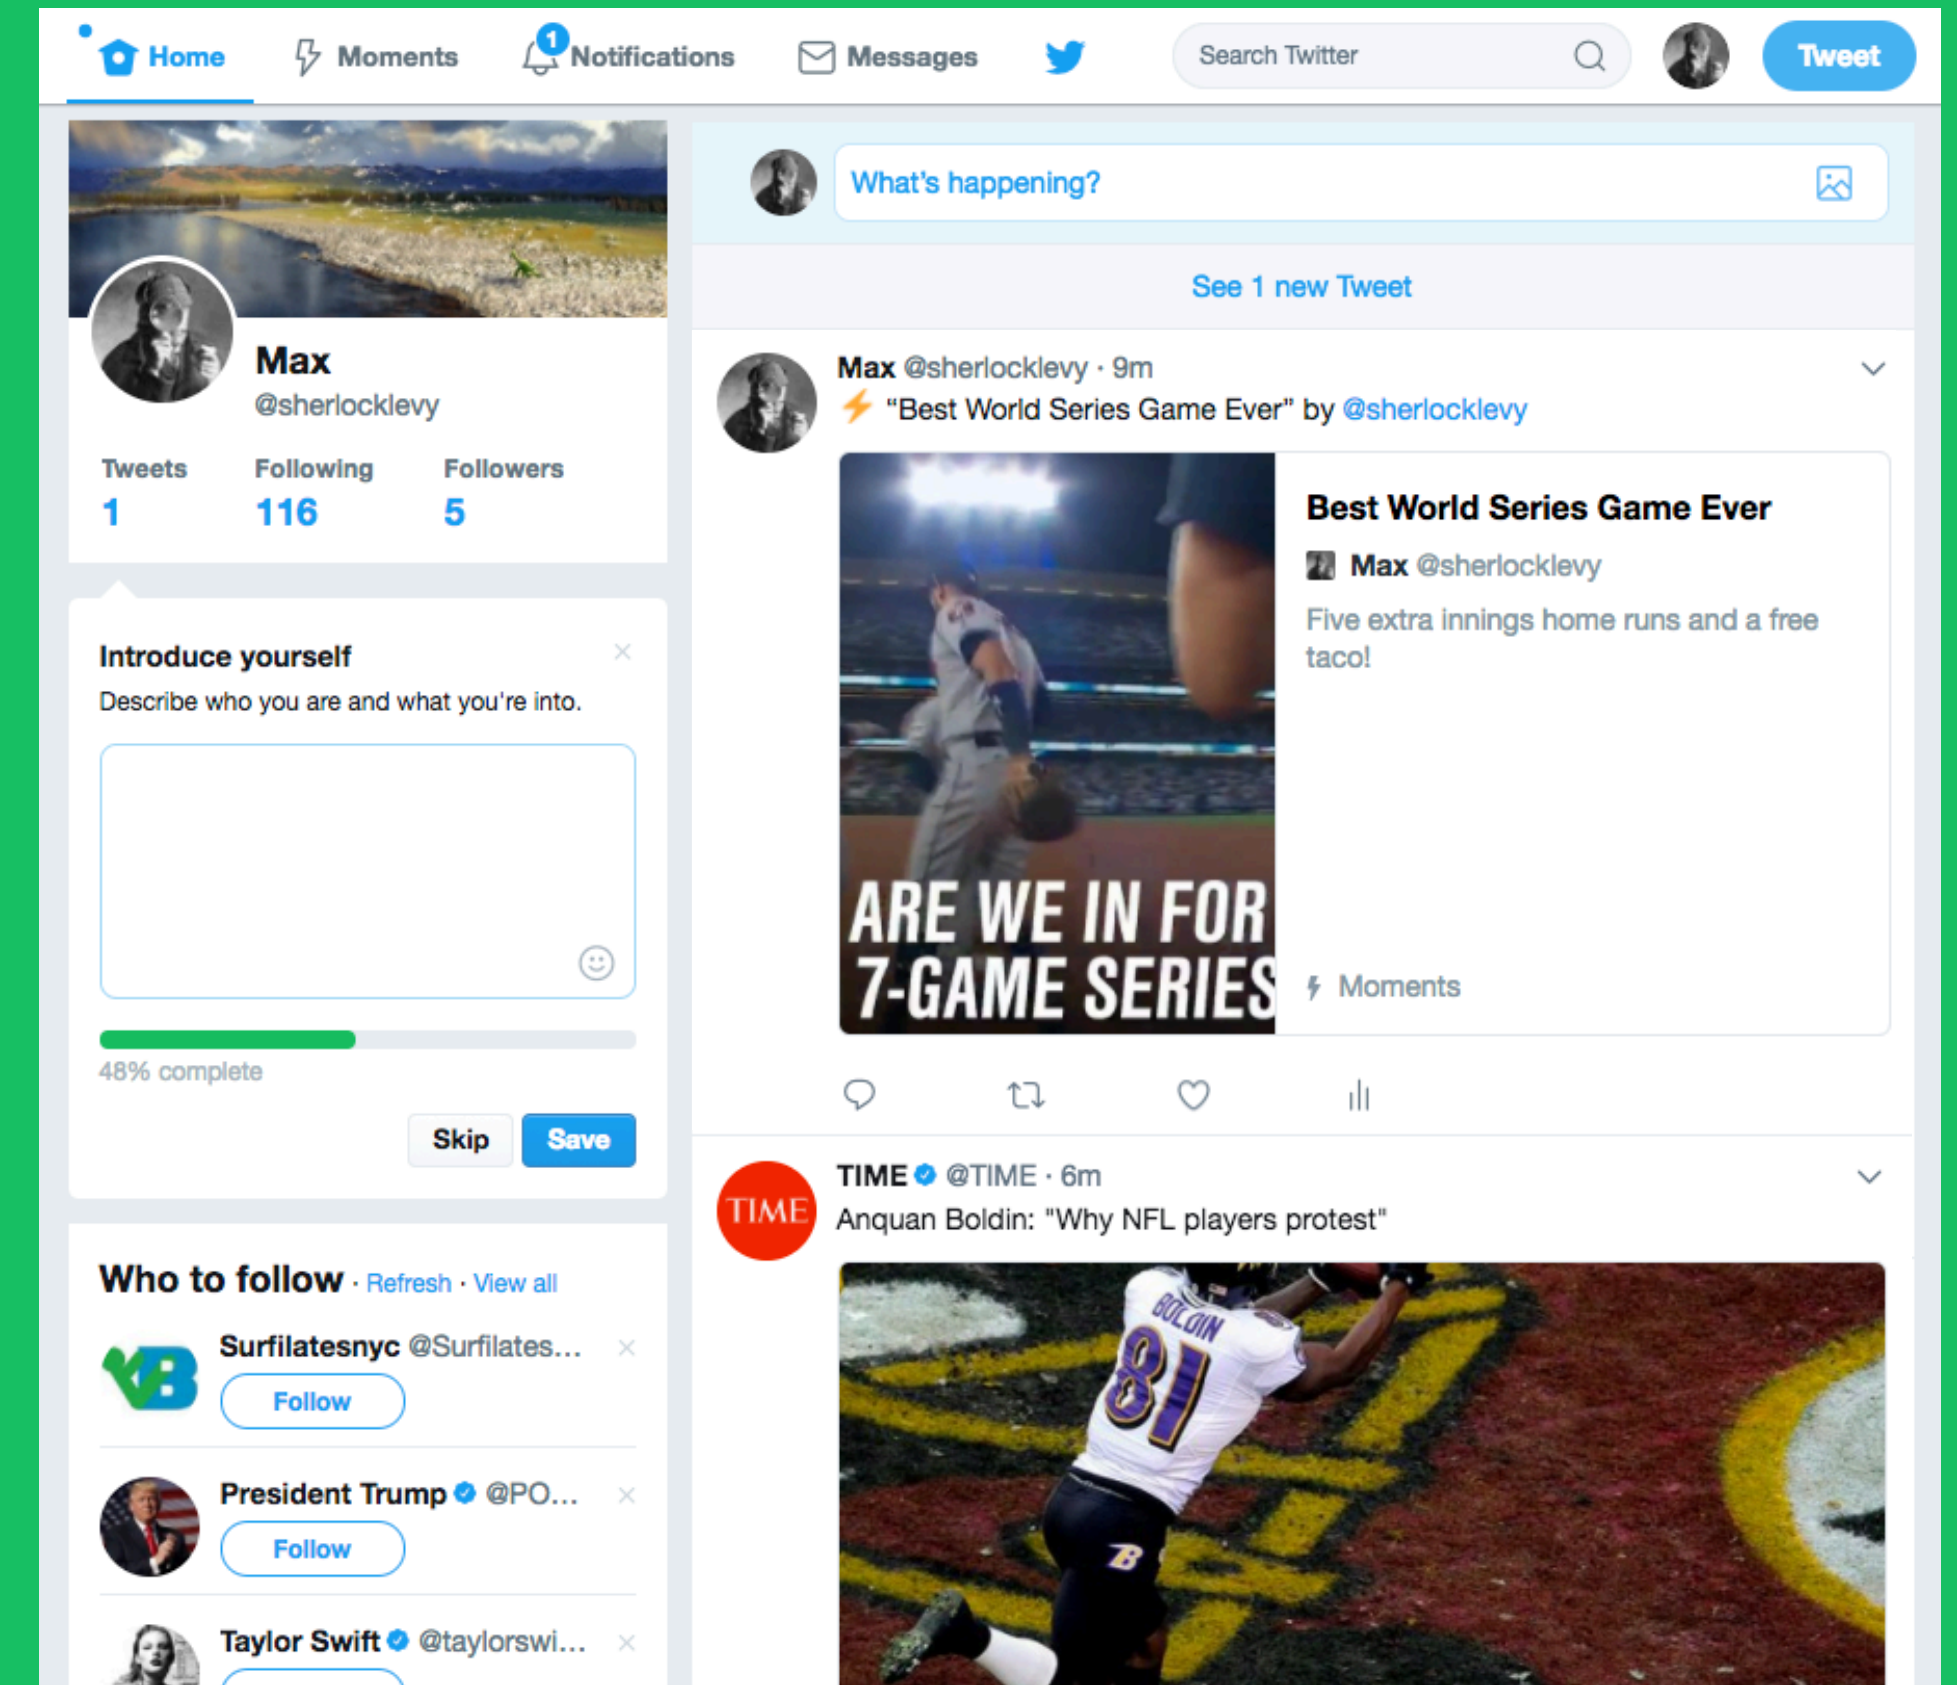 Home
Moments
1
Notifications
Messages
Search Twitter
Tweet
Max
@sherlocklevy
Tweets Following Followers
1 116 5
Introduce yourself
Describe who you are and what you're into.
48% complete
Skip
Save
Who to follow · Refresh · View all
Surfilatesnyc @Surfilates...
Follow
President Trump @PO...
Follow
Taylor Swift @taylorswi...
What's happening?
See 1 new Tweet
Max @sherlocklevy · 9m
⚡ “Best World Series Game Ever” by @sherlocklevy
ARE WE IN FOR
7-GAME SERIES
Best World Series Game Ever
Max @sherlocklevy
Five extra innings home runs and a free
taco!
Moments
TIME
TIME @TIME · 6m
Anquan Boldin: "Why NFL players protest"
BOLDIN
81
B